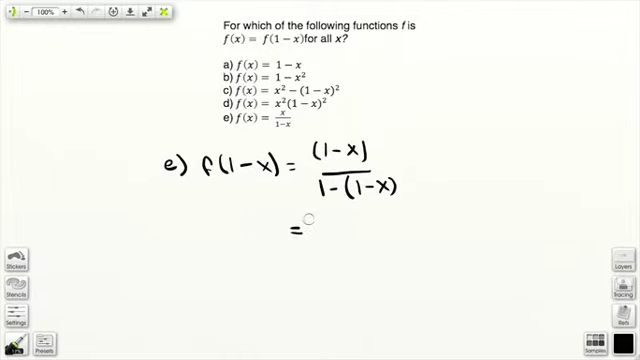 100%
For which of the following functions f is
f(x) = f(1 − x) for all x?
a) f(x) = 1 − x
b) f(x) = 1 − x²
c) f(x) = x² − (1 − x)²
d) f(x) = x²(1 − x)²
e) f(x) = x/(1−x)
e) f(1 − x) = (1 − x)/(1 − (1 − x))
=
Stickers
Stencils
Settings
Presets
Layers
Tracing
Refs
Samples